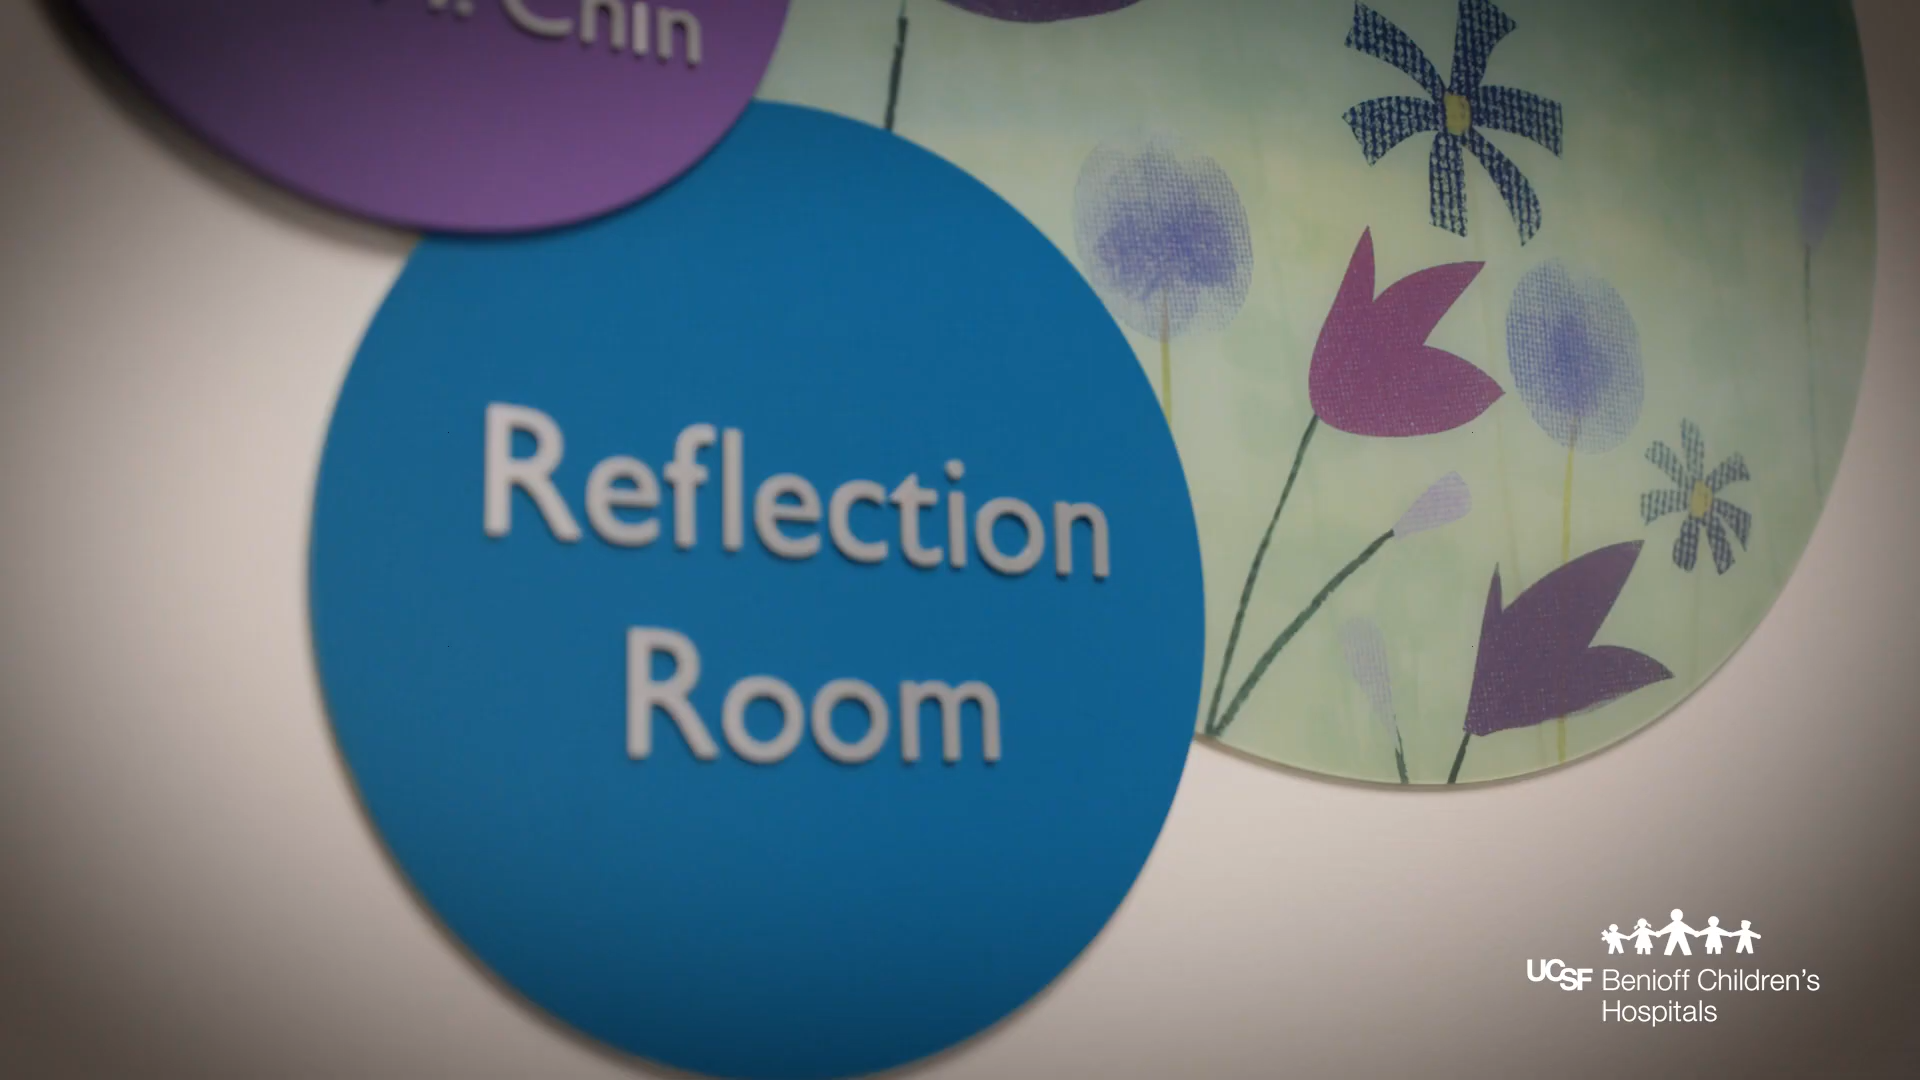 Chin
Reflection
Room
UCSF Benioff Children's
Hospitals